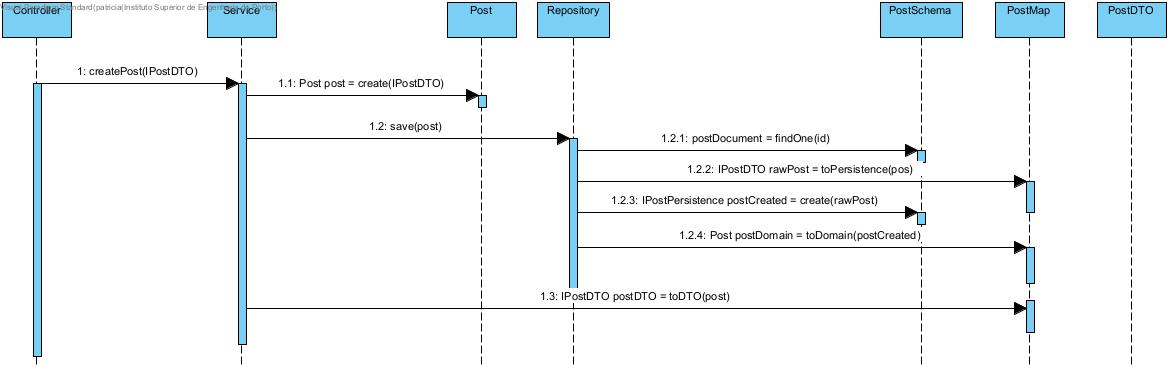 Visual Paradigm Standard(patricia(Instituto Superior de Engenharia do Porto))
Controller
Service
Post
Repository
PostSchema
PostMap
PostDTO
1: createPost(IPostDTO)
1.1: Post post = create(IPostDTO)
1.2: save(post)
1.2.1: postDocument = findOne(id)
1.2.2: IPostDTO rawPost = toPersistence(pos)
1.2.3: IPostPersistence postCreated = create(rawPost)
1.2.4: Post postDomain = toDomain(postCreated)
1.3: IPostDTO postDTO = toDTO(post)